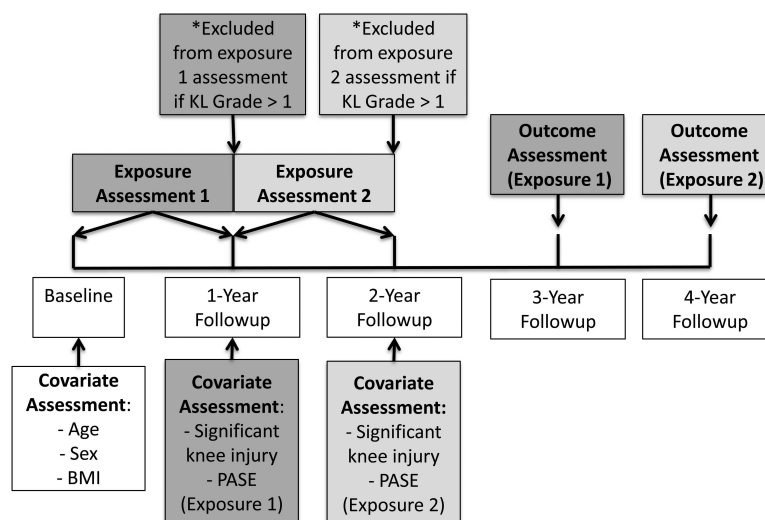 *Excluded
from exposure
1 assessment
if KL Grade > 1
*Excluded
from exposure
2 assessment if
KL Grade > 1
Outcome
Assessment
(Exposure 1)
Outcome
Assessment
(Exposure 2)
Exposure
Assessment 1
Exposure
Assessment 2
Baseline
1-Year
Followup
2-Year
Followup
3-Year
Followup
4-Year
Followup
Covariate
Assessment:
- Age
- Sex
- BMI
Covariate
Assessment:
- Significant
knee injury
- PASE
(Exposure 1)
Covariate
Assessment:
- Significant
knee injury
- PASE
(Exposure 2)